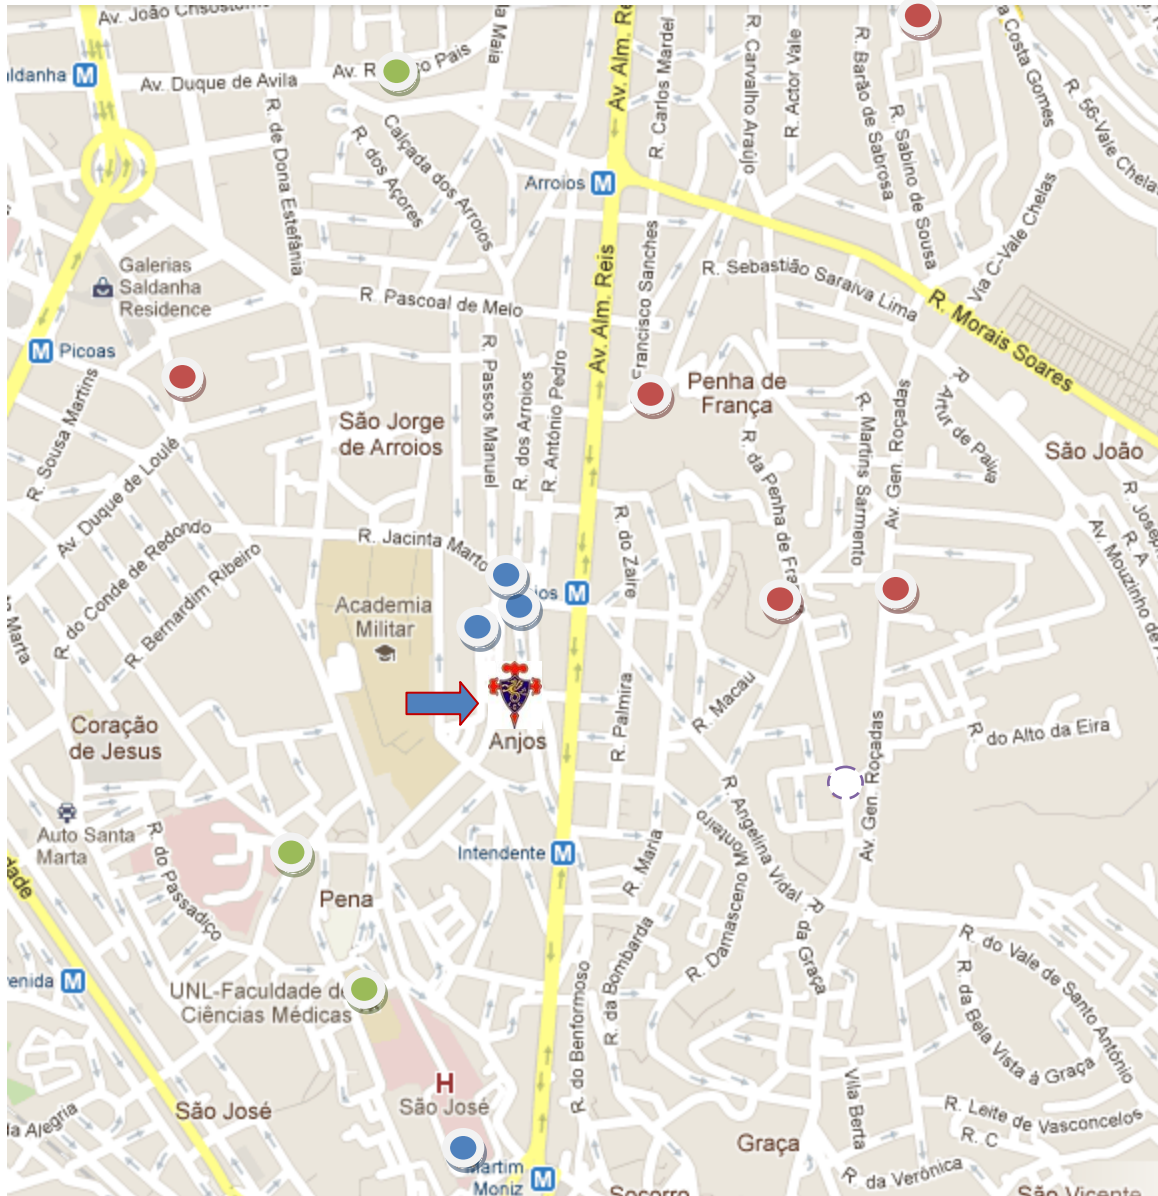 Av. João Crisóstomo
da Maia
Av. Alm. Re
R. Carlos Mardel
R. Carvalho Araújo
R. Actor Vale
R. Barão de Sabrosa
R. Sabino de Sousa
a Costa Gomes
R. 56-Vale Chelas
aldanha M
Av. Duque de Avila
Av. R
co Pais
R. de Dona Estefânia
R. dos Açores
Calçada dos Arroios
Arroios M
Via C-Vale Chelas
Galerias
Saldanha
Residence
R. Pascoal de Melo
Av. Alm. Reis
Francisco Sanches
R. Sebastião Saraiva Lima
R. Morais Soares
M Picoas
R. Sousa Martins
R. Passos Manuel
R. dos Arroios
R. António Pedro
Penha de
França
R. Artur de Paiva
São Jorge
de Arroios
R. da Penha de Fra
R. Martins Sarmento
Av. Gen. Roçadas
São João
Av. Duque de Loulé
R. do Conde de Redondo
R. Bernardim Ribeiro
R. Jacinta Marto
R. do Zaire
R. A
Av. Mouzinho de
Marta
Academia
Militar
jos M
Anjos
R. Palmira
R. Macau
R. do Alto da Eira
Coração
de Jesus
Av. Gen. Roçadas
Auto Santa
Marta
R. do Passadiço
Intendente M
R. Maria
R. Angelina Vidal
R. Damasceno Monteiro
R. da Graça
Pena
dade
venida M
UNL-Faculdade de
Ciências Médicas
R. do Benformoso
R. da Bombarda
R. do Vale de Santo António
R. da Bela Vista à Graça
H
São José
São José
da Alegria
Vila Berta
R. Leite de Vasconcelos
R. C
Graça
Martim
Moniz M
R. da Verónica
Socorro
São Vicente